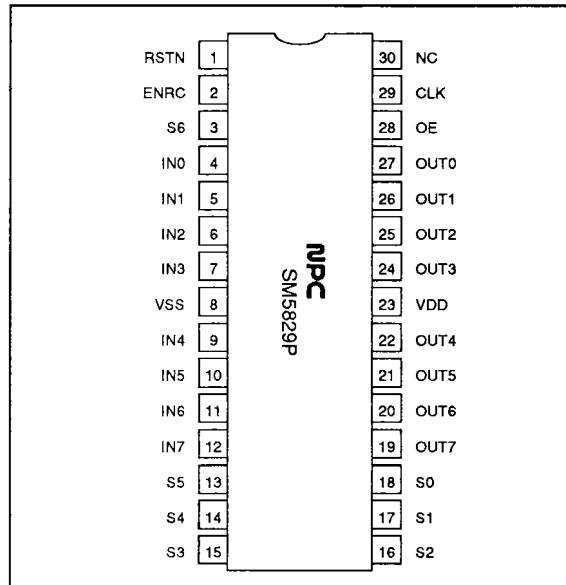 RSTN 1 30 NC
ENRC 2 29 CLK
S6 3 28 OE
IN0 4 27 OUT0
IN1 5 26 OUT1
IN2 6 25 OUT2
IN3 7 24 OUT3
VSS 8 23 VDD
IN4 9 22 OUT4
IN5 10 21 OUT5
IN6 11 20 OUT6
IN7 12 19 OUT7
S5 13 18 S0
S4 14 17 S1
S3 15 16 S2
NPC
SM5829P